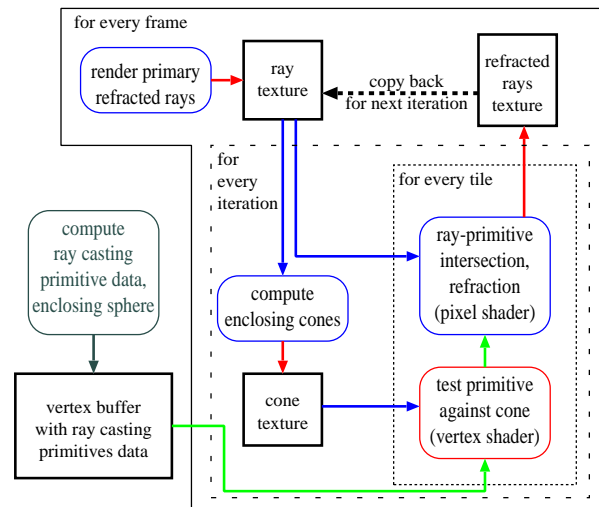 for every frame
render primary
refracted rays
ray
texture
copy back
for next iteration
refracted
rays
texture
for
every
iteration
for every tile
compute
ray casting
primitive data,
enclosing sphere
ray-primitive
intersection,
refraction
(pixel shader)
compute
enclosing cones
vertex buffer
with ray casting
primitives data
cone
texture
test primitive
against cone
(vertex shader)